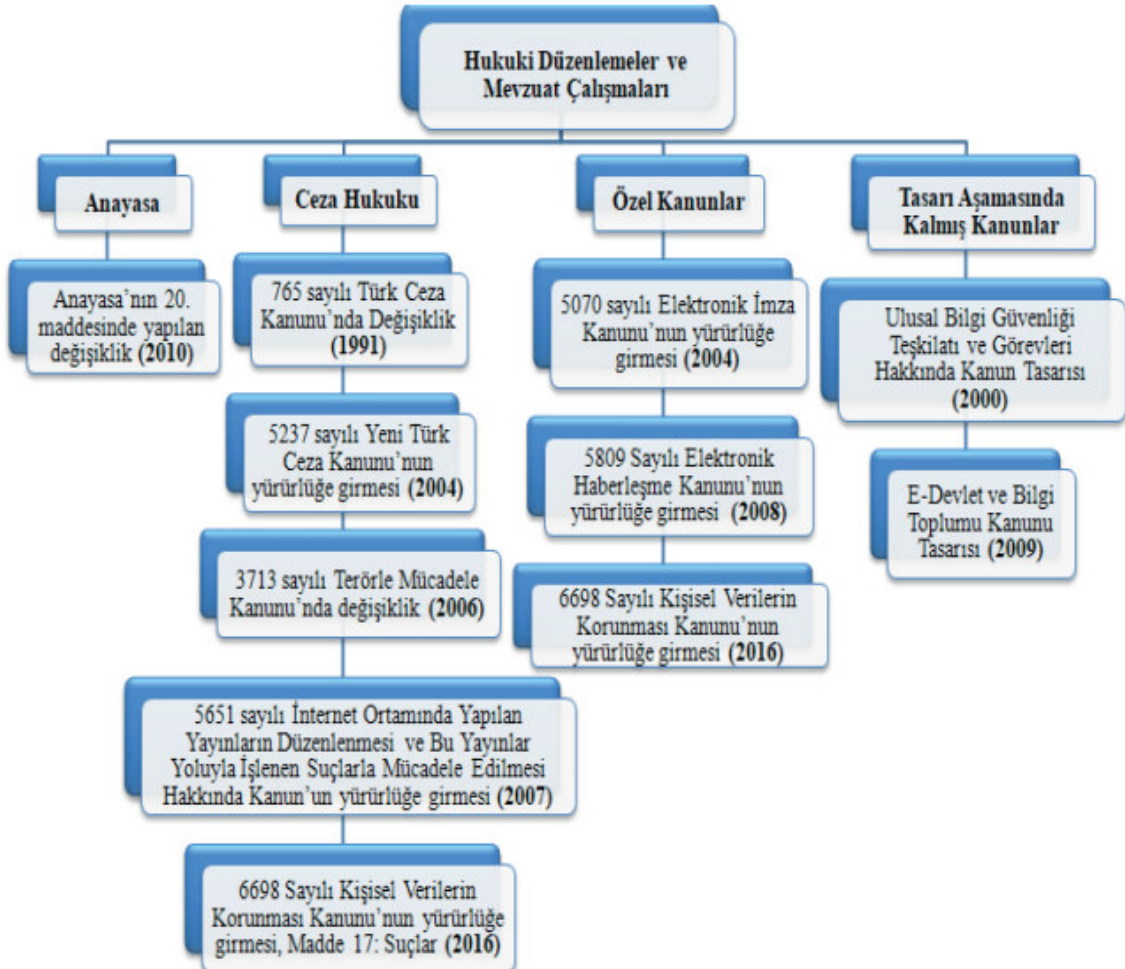 Hukuki Düzenlemeler ve
Mevzuat Çalışmaları
Anayasa
Anayasa’nın 20.
maddesinde yapılan
değişiklik (2010)
Ceza Hukuku
765 sayılı Türk Ceza
Kanunu’nda Değişiklik
(1991)
5237 sayılı Yeni Türk
Ceza Kanunu’nun
yürürlüğe girmesi (2004)
3713 sayılı Terörle Mücadele
Kanunu’nda değişiklik (2006)
5651 sayılı İnternet Ortamında Yapılan
Yayınların Düzenlenmesi ve Bu Yayınlar
Yoluyla İşlenen Suçlarla Mücadele Edilmesi
Hakkında Kanun’un yürürlüğe girmesi (2007)
6698 Sayılı Kişisel Verilerin
Korunması Kanunu’nun yürürlüğe
girmesi, Madde 17: Suçlar (2016)
Özel Kanunlar
5070 sayılı Elektronik İmza
Kanunu’nun yürürlüğe
girmesi (2004)
5809 Sayılı Elektronik
Haberleşme Kanunu’nun
yürürlüğe girmesi (2008)
6698 Sayılı Kişisel Verilerin
Korunması Kanunu’nun
yürürlüğe girmesi (2016)
Tasarı Aşamasında
Kalmış Kanunlar
Ulusal Bilgi Güvenliği
Teşkilatı ve Görevleri
Hakkında Kanun Tasarısı
(2000)
E-Devlet ve Bilgi
Toplumu Kanunu
Tasarısı (2009)